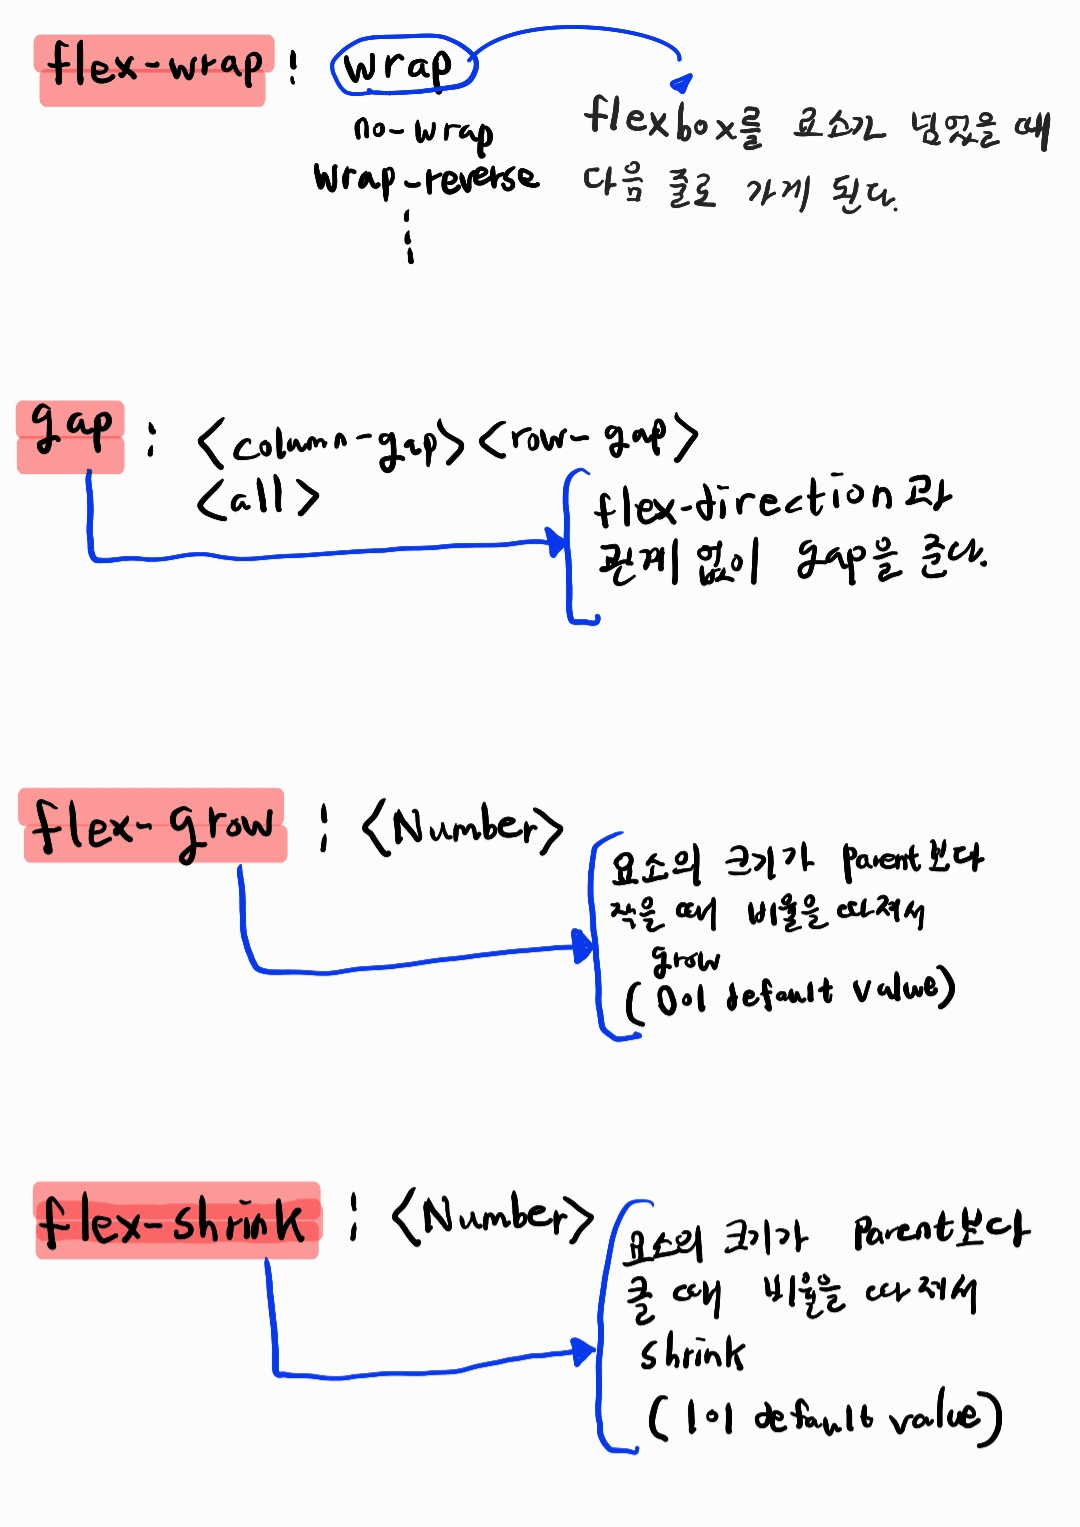 flex-wrap : wrap
no-wrap
wrap-reverse
flexbox를 요소가 넘었을 때
다음 줄로 가게 된다.
gap : <column-gap> <row-gap>
<all>
flex-direction과
관계 없이 gap을 준다.
flex-grow : <Number>
요소의 크기가 parent보다
작을 때 비율을 따져서
grow
(0이 default value)
flex-shrink : <Number>
요소의 크기가 parent보다
클 때 비율을 따져서
shrink
(1이 default value)